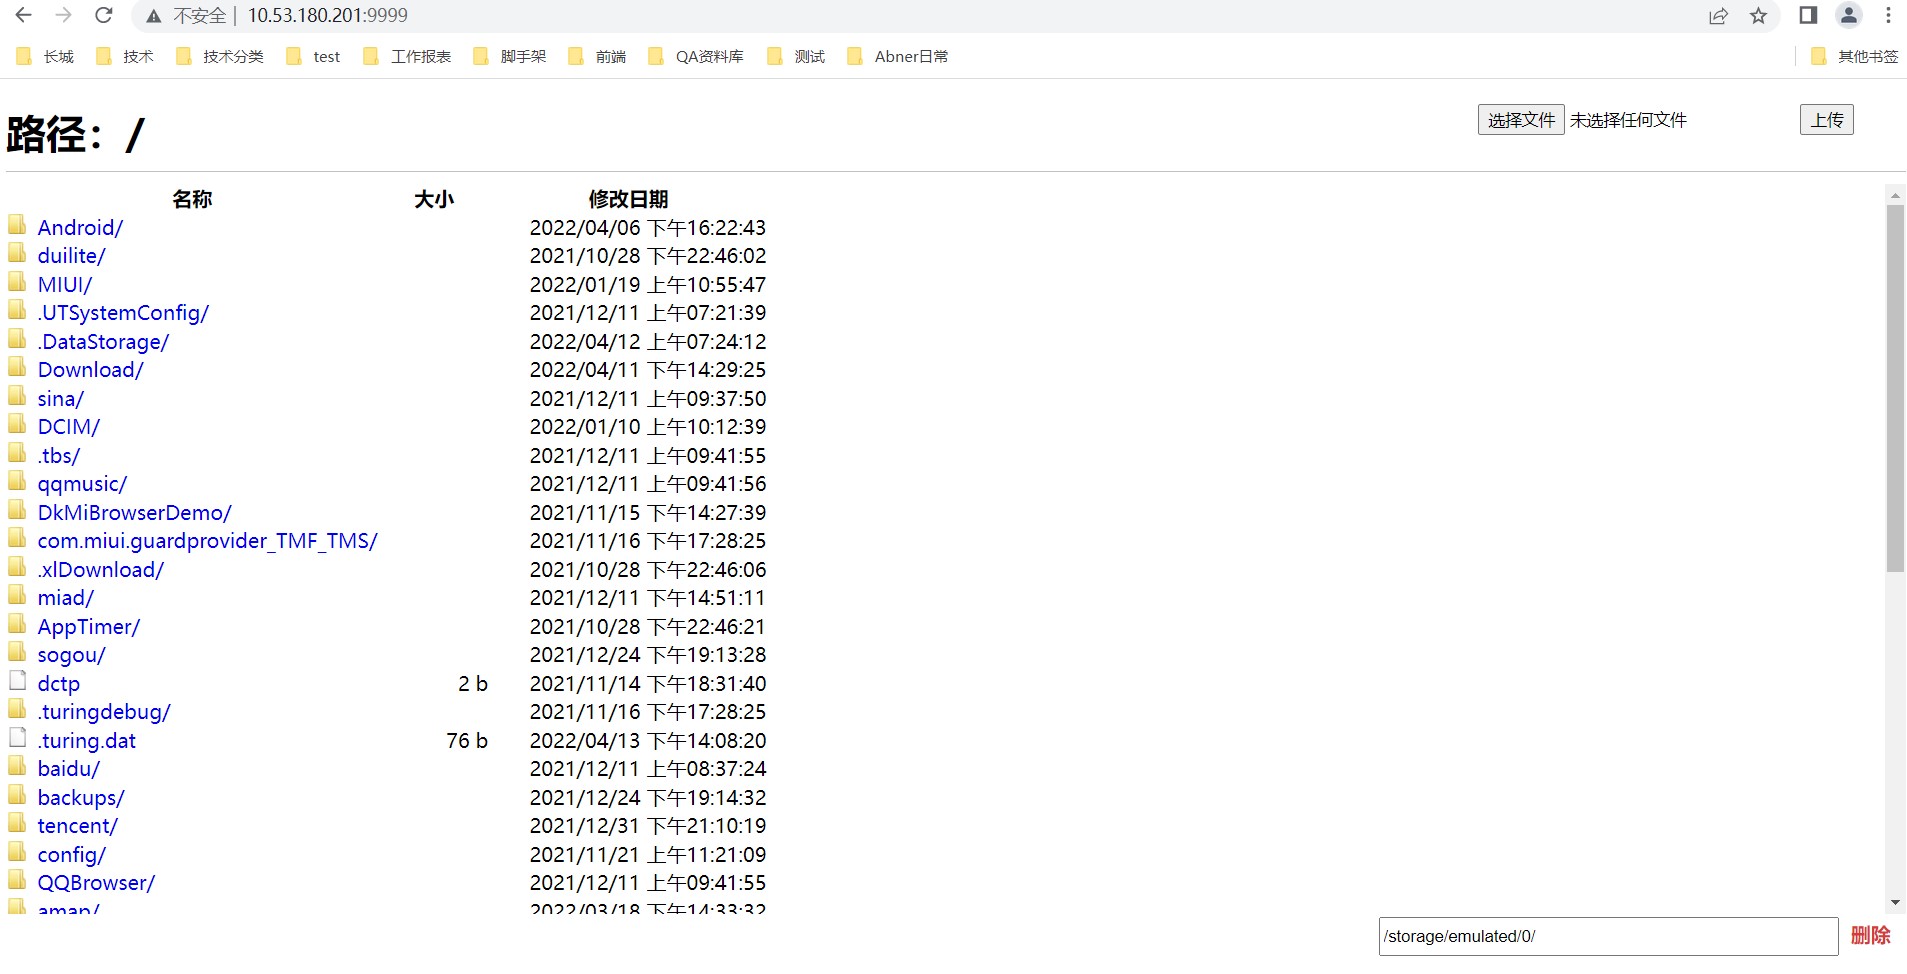 不安全 | 10.53.180.201:9999
长城 技术 技术分类 test 工作报表 脚手架 前端 QA资料库 测试 Abner日常 其他书签
路径：/ 选择文件 未选择任何文件 上传
名称 大小 修改日期
Android/ 2022/04/06 下午16:22:43
duilite/ 2021/10/28 下午22:46:02
MIUI/ 2022/01/19 上午10:55:47
.UTSystemConfig/ 2021/12/11 上午07:21:39
.DataStorage/ 2022/04/12 上午07:24:12
Download/ 2022/04/11 下午14:29:25
sina/ 2021/12/11 上午09:37:50
DCIM/ 2022/01/10 上午10:12:39
.tbs/ 2021/12/11 上午09:41:55
qqmusic/ 2021/12/11 上午09:41:56
DkMiBrowserDemo/ 2021/11/15 下午14:27:39
com.miui.guardprovider_TMF_TMS/ 2021/11/16 下午17:28:25
.xlDownload/ 2021/10/28 下午22:46:06
miad/ 2021/12/11 下午14:51:11
AppTimer/ 2021/10/28 下午22:46:21
sogou/ 2021/12/24 下午19:13:28
dctp 2 b 2021/11/14 下午18:31:40
.turingdebug/ 2021/11/16 下午17:28:25
.turing.dat 76 b 2022/04/13 下午14:08:20
baidu/ 2021/12/11 上午08:37:24
backups/ 2021/12/24 下午19:14:32
tencent/ 2021/12/31 下午21:10:19
config/ 2021/11/21 上午11:21:09
QQBrowser/ 2021/12/11 上午09:41:55
amap/ 2022/03/18 下午14:33:32
/storage/emulated/0/ 删除